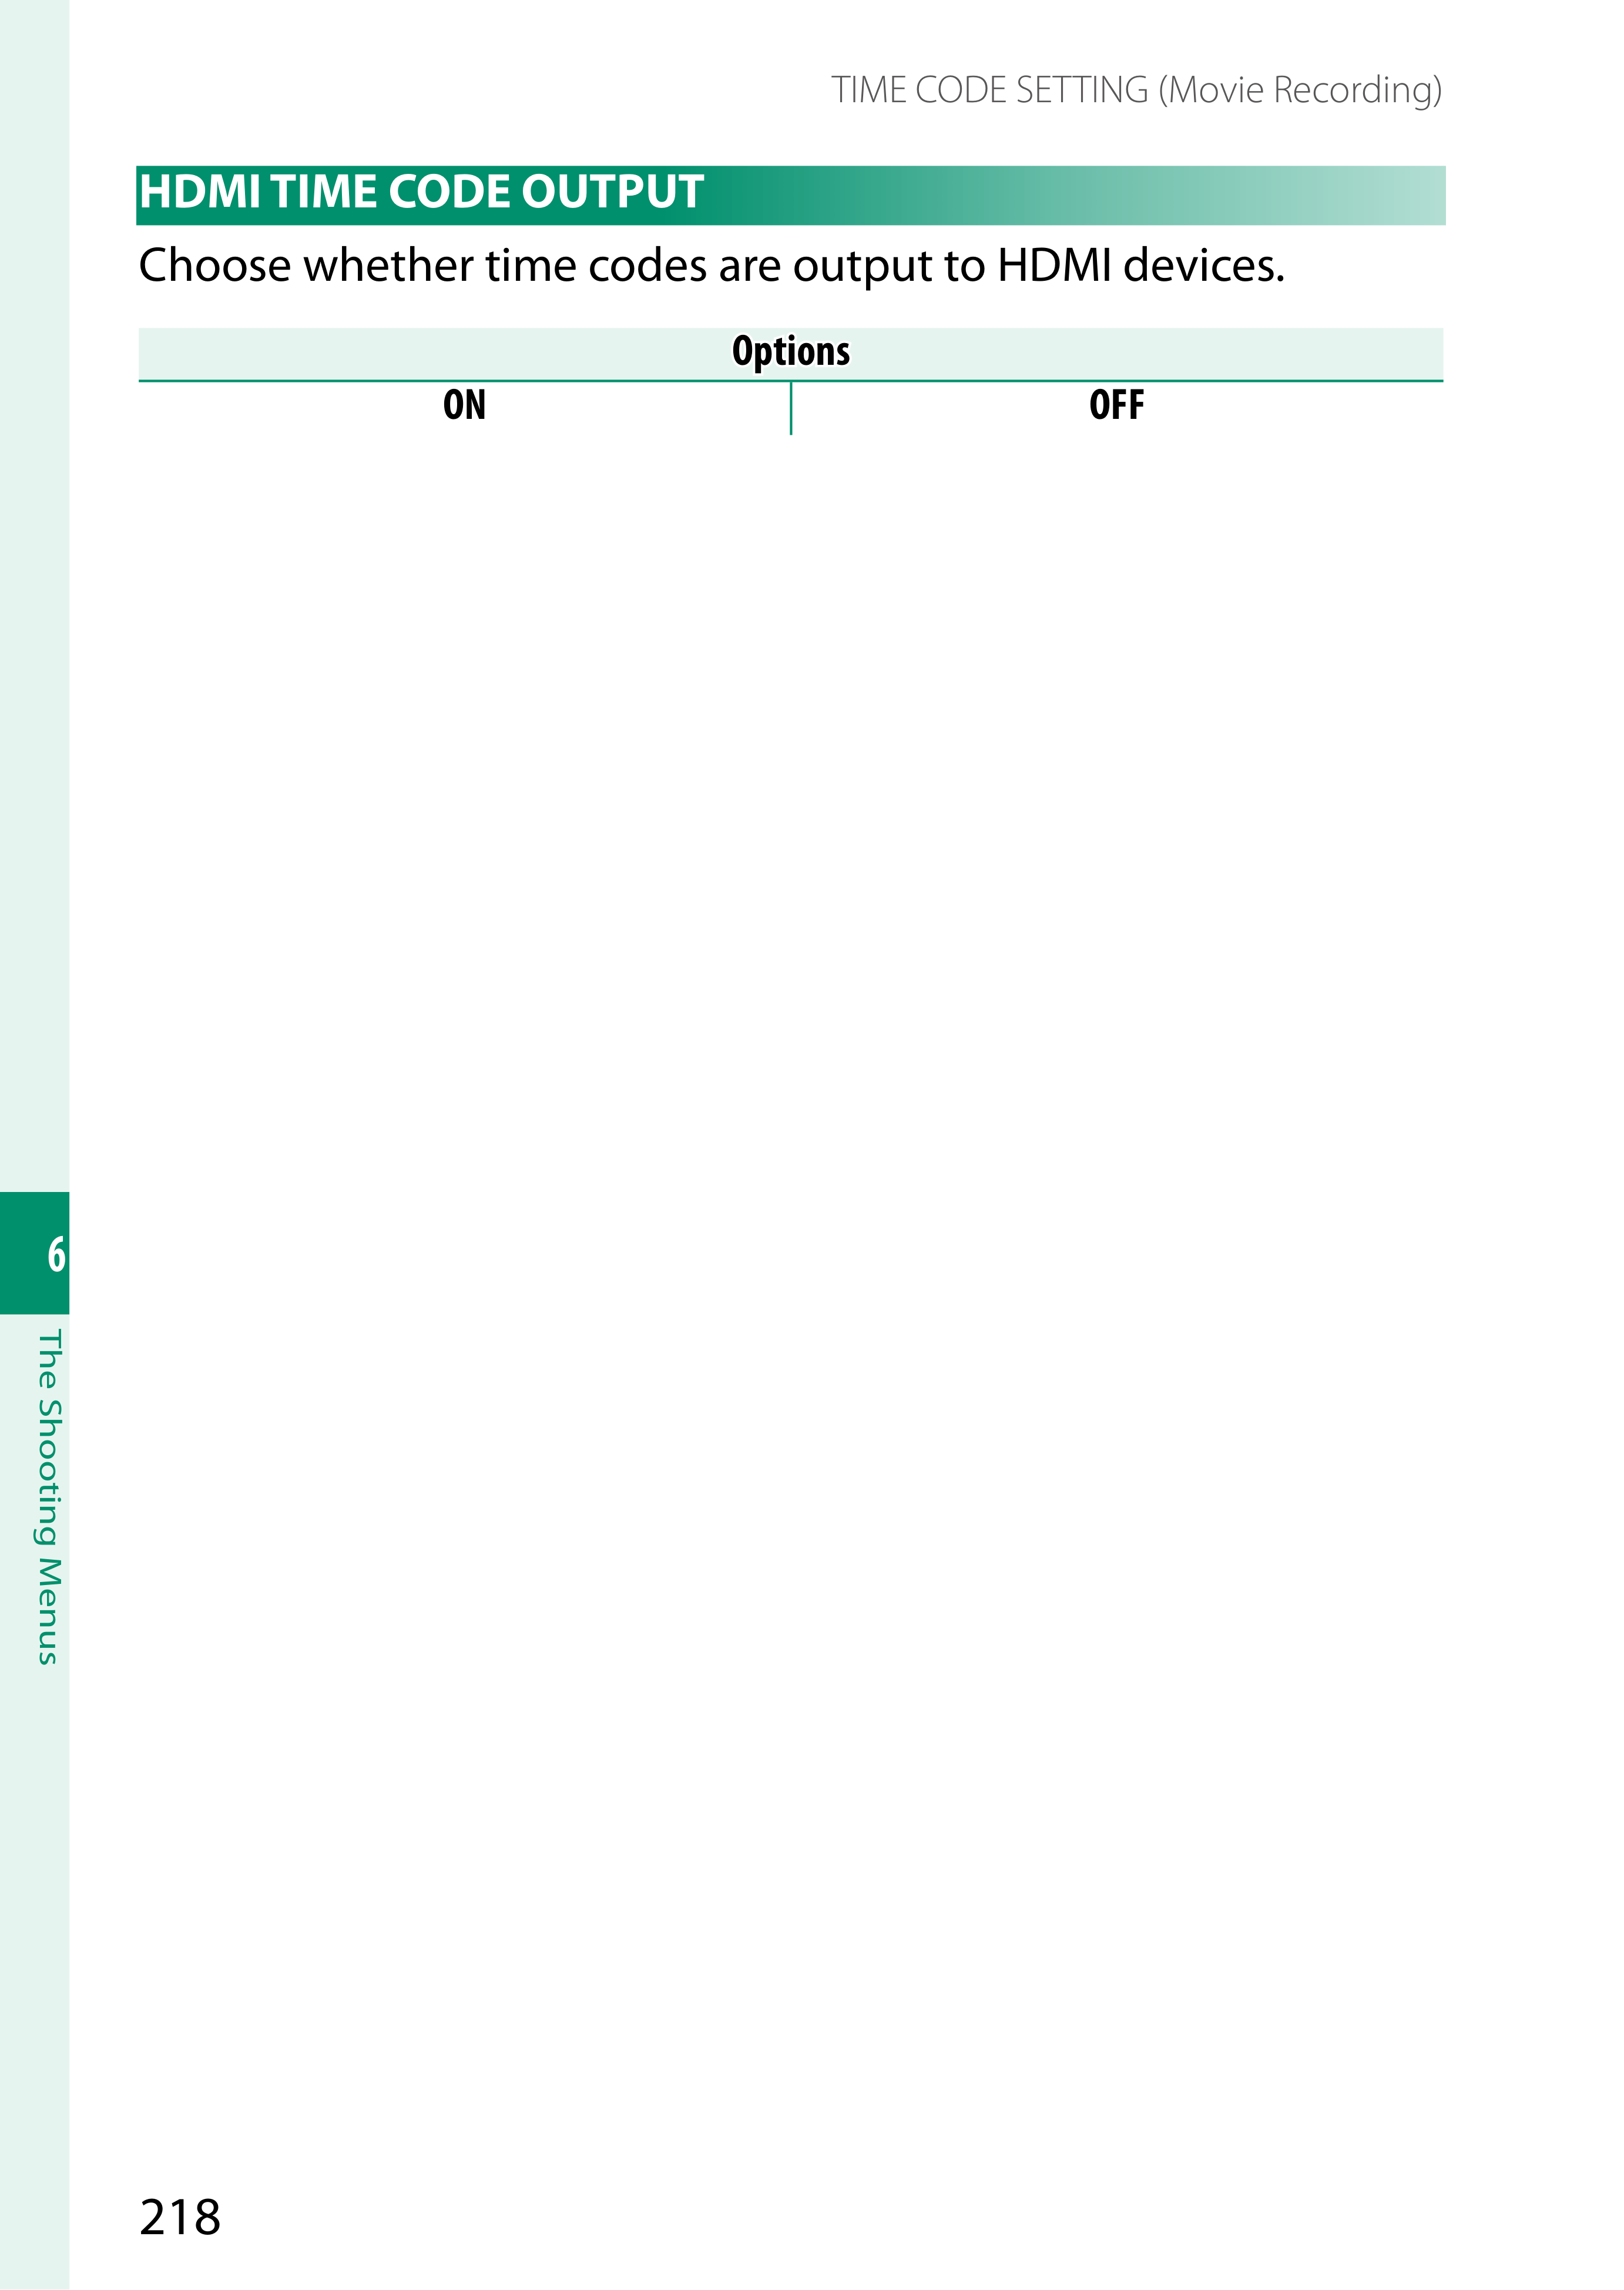 TIME CODE SETTING (Movie Recording)
HDMI TIME CODE OUTPUT
Choose whether time codes are output to HDMI devices.
Options
ON OFF
6
The Shooting Menus
218